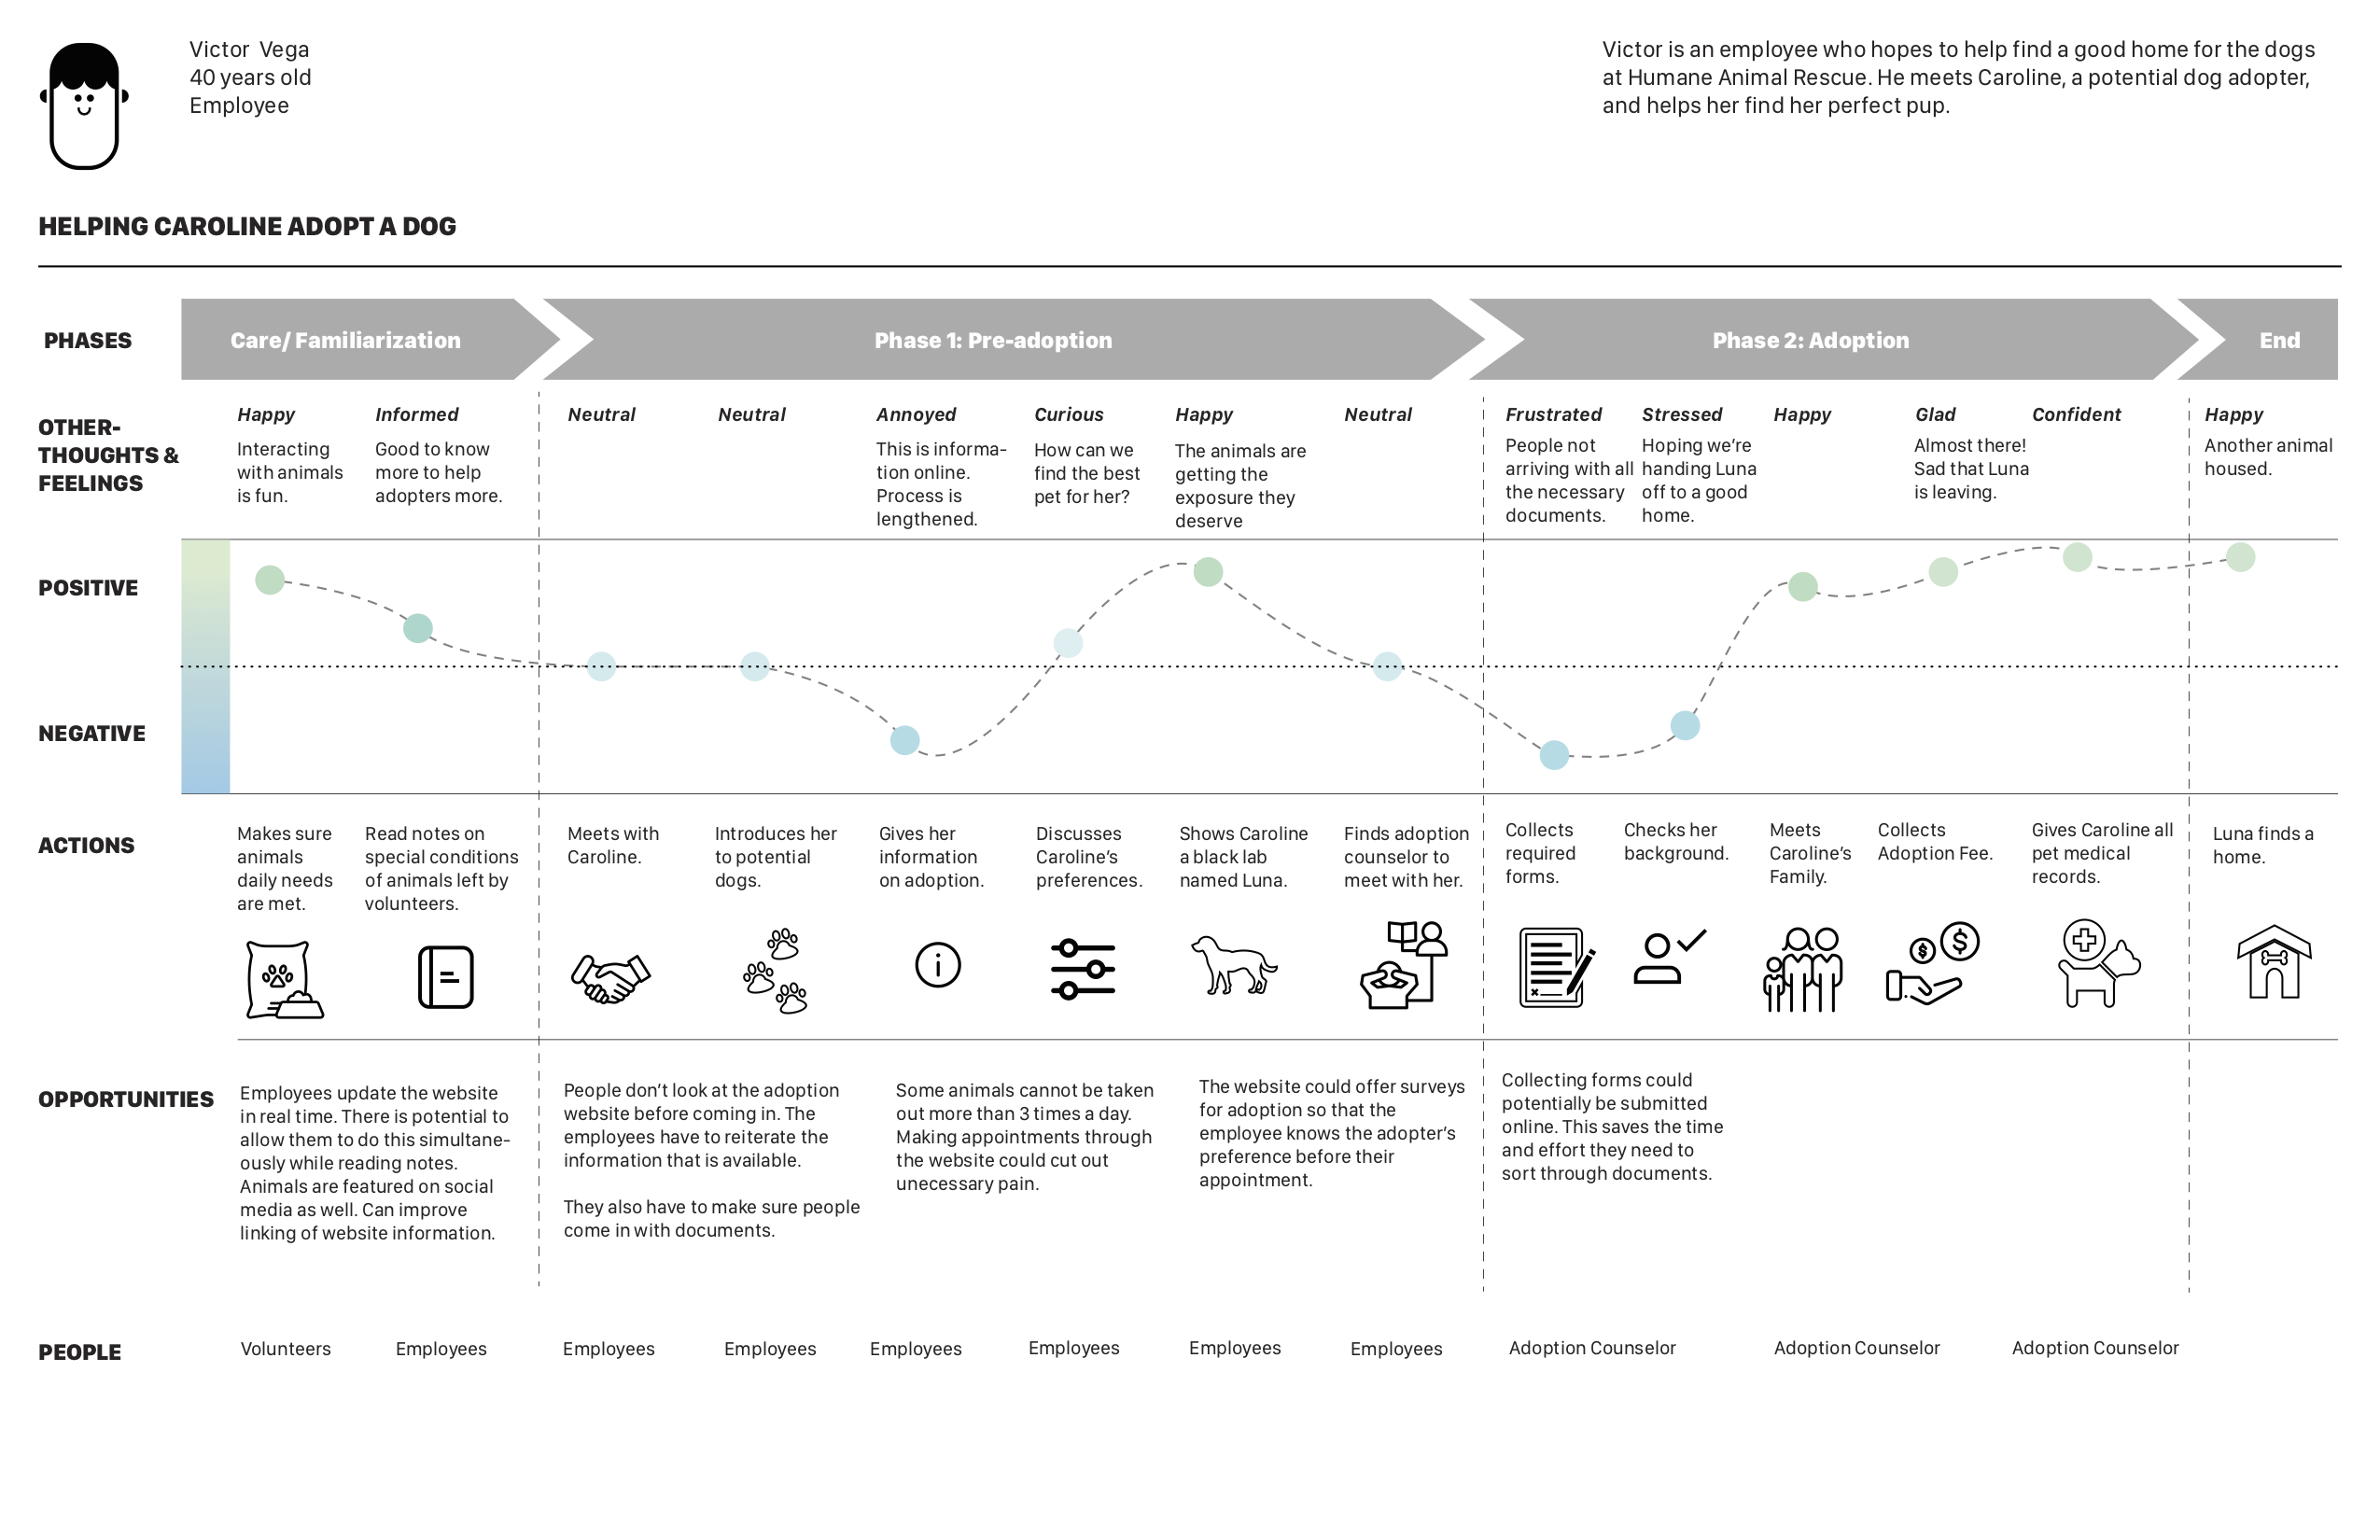 Victor Vega
40 years old
Employee
Victor is an employee who hopes to help find a good home for the dogs
at Humane Animal Rescue. He meets Caroline, a potential dog adopter,
and helps her find her perfect pup.
HELPING CAROLINE ADOPT A DOG
PHASES
Care/ Familiarization
Phase 1: Pre-adoption
Phase 2: Adoption
End
OTHER-
THOUGHTS &
FEELINGS
Happy
Interacting
with animals
is fun.
Informed
Good to know
more to help
adopters more.
Neutral
Neutral
Annoyed
This is informa-
tion online.
Process is
lengthened.
Curious
How can we
find the best
pet for her?
Happy
The animals are
getting the
exposure they
deserve
Neutral
Frustrated
People not
arriving with all
the necessary
documents.
Stressed
Hoping we're
handing Luna
off to a good
home.
Happy
Glad
Almost there!
Sad that Luna
is leaving.
Confident
Happy
Another animal
housed.
POSITIVE
NEGATIVE
ACTIONS
Makes sure
animals
daily needs
are met.
Read notes on
special conditions
of animals left by
volunteers.
Meets with
Caroline.
Introduces her
to potential
dogs.
Gives her
information
on adoption.
Discusses
Caroline's
preferences.
Shows Caroline
a black lab
named Luna.
Finds adoption
counselor to
meet with her.
Collects
required
forms.
Checks her
background.
Meets
Caroline's
Family.
Collects
Adoption Fee.
Gives Caroline all
pet medical
records.
Luna finds a
home.
i
x
$
$
OPPORTUNITIES
Employees update the website
in real time. There is potential to
allow them to do this simultane-
ously while reading notes.
Animals are featured on social
media as well. Can improve
linking of website information.
People don't look at the adoption
website before coming in. The
employees have to reiterate the
information that is available.
They also have to make sure people
come in with documents.
Some animals cannot be taken
out more than 3 times a day.
Making appointments through
the website could cut out
unecessary pain.
The website could offer surveys
for adoption so that the
employee knows the adopter's
preference before their
appointment.
Collecting forms could
potentially be submitted
online. This saves the time
and effort they need to
sort through documents.
PEOPLE
Volunteers
Employees
Employees
Employees
Employees
Employees
Employees
Employees
Adoption Counselor
Adoption Counselor
Adoption Counselor